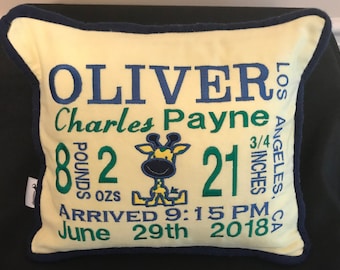 OLIVER
Charles Payne
8 POUNDS 2 OZS 21 3/4 INCHES
LOS ANGELES, CA
ARRIVED 9:15 PM
June 29th 2018